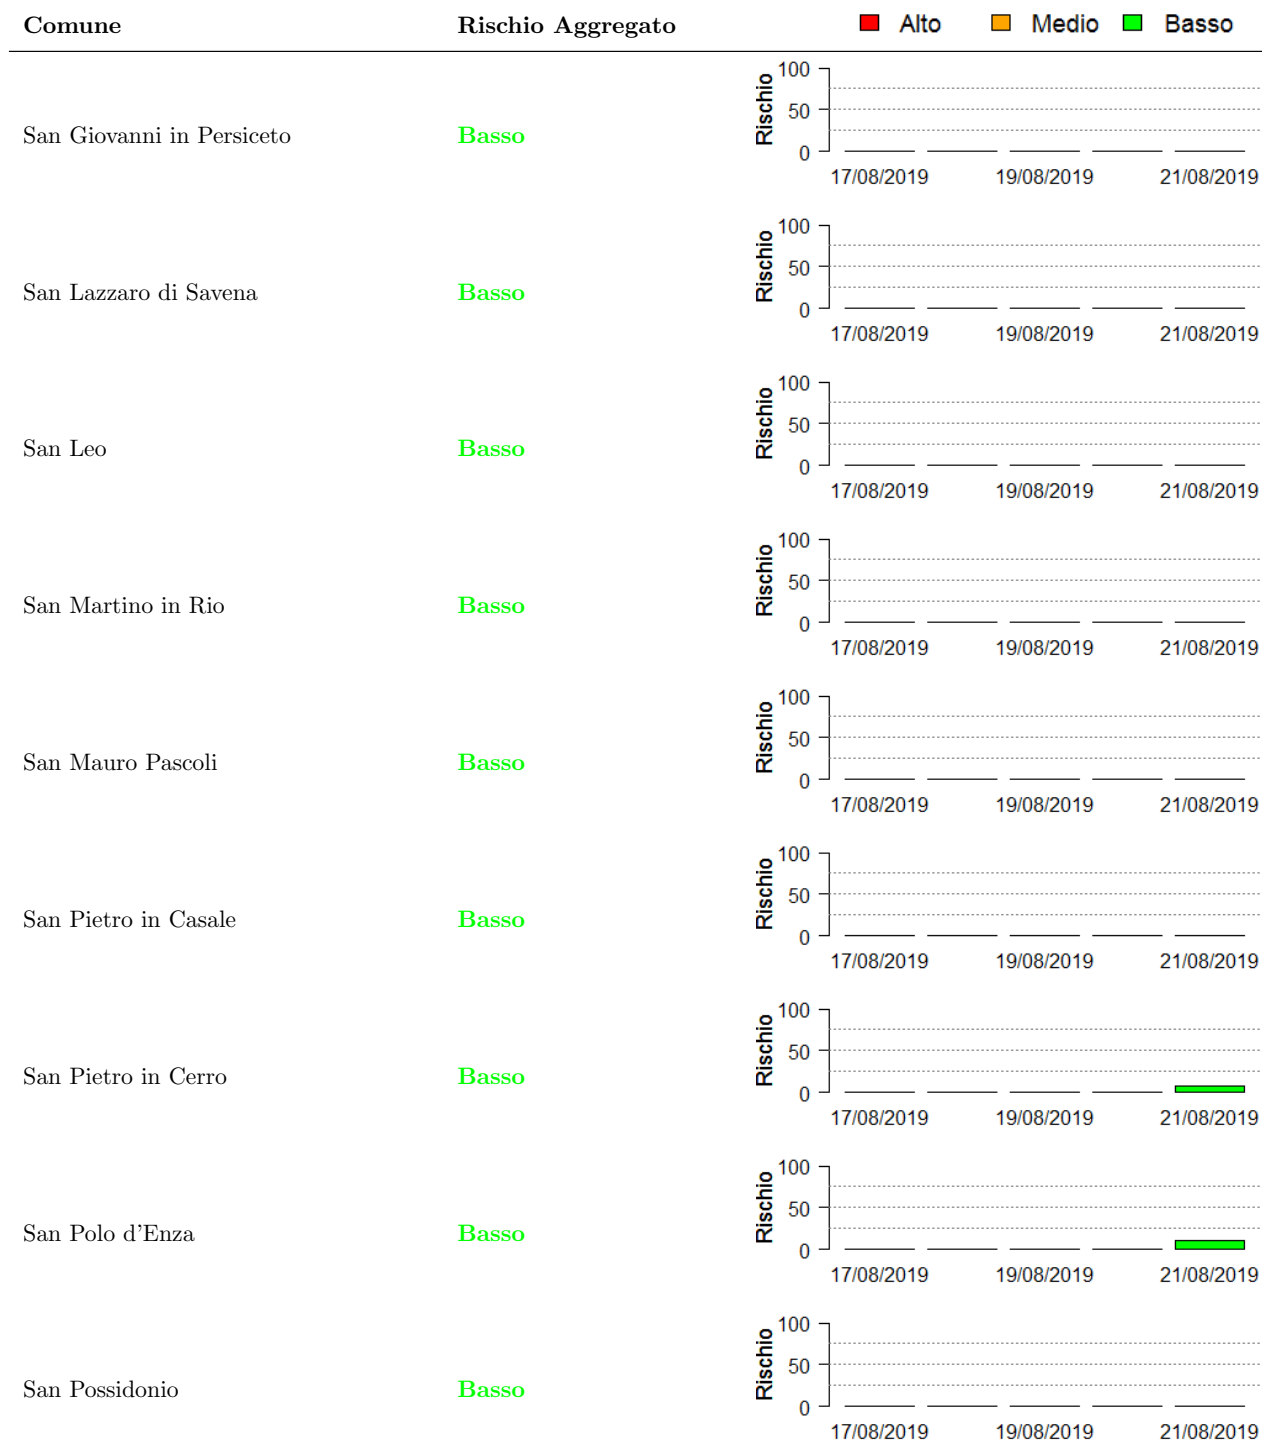 Comune Rischio Aggregato Alto Medio Basso
San Giovanni in Persiceto Basso
Rischio
100
50
0
17/08/2019 19/08/2019 21/08/2019
San Lazzaro di Savena Basso
Rischio
100
50
0
17/08/2019 19/08/2019 21/08/2019
San Leo Basso
Rischio
100
50
0
17/08/2019 19/08/2019 21/08/2019
San Martino in Rio Basso
Rischio
100
50
0
17/08/2019 19/08/2019 21/08/2019
San Mauro Pascoli Basso
Rischio
100
50
0
17/08/2019 19/08/2019 21/08/2019
San Pietro in Casale Basso
Rischio
100
50
0
17/08/2019 19/08/2019 21/08/2019
San Pietro in Cerro Basso
Rischio
100
50
0
17/08/2019 19/08/2019 21/08/2019
San Polo d'Enza Basso
Rischio
100
50
0
17/08/2019 19/08/2019 21/08/2019
San Possidonio Basso
Rischio
100
50
0
17/08/2019 19/08/2019 21/08/2019